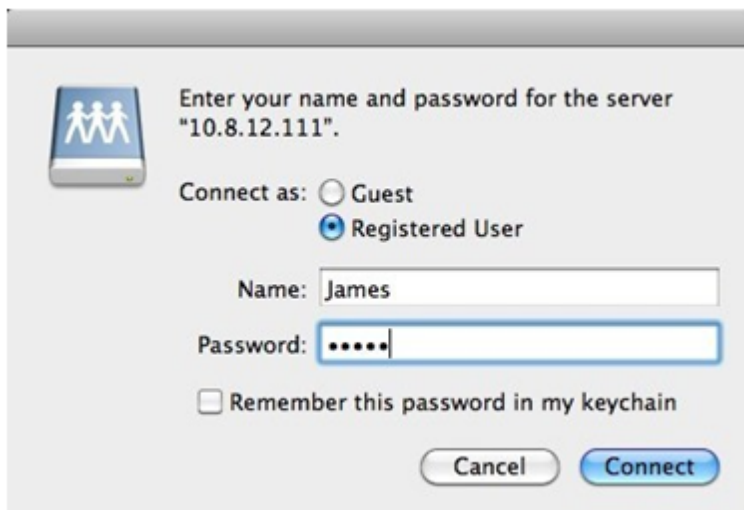 Enter your name and password for the server
"10.8.12.111".
Connect as: Guest
Registered User
Name: James
Password: •••••
Remember this password in my keychain
Cancel Connect